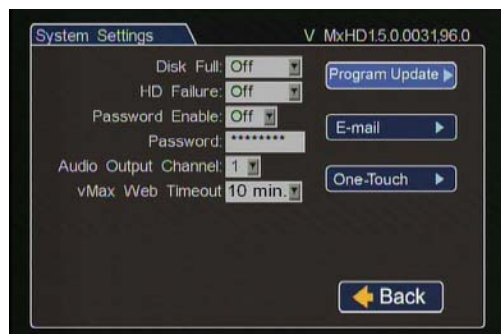 System Settings
V MxHD1.5.0.0031,96.0
Disk Full: Off
HD Failure: Off
Password Enable: Off
Password: ********
Audio Output Channel: 1
vMax Web Timeout 10 min.
Program Update
E-mail
One-Touch
Back